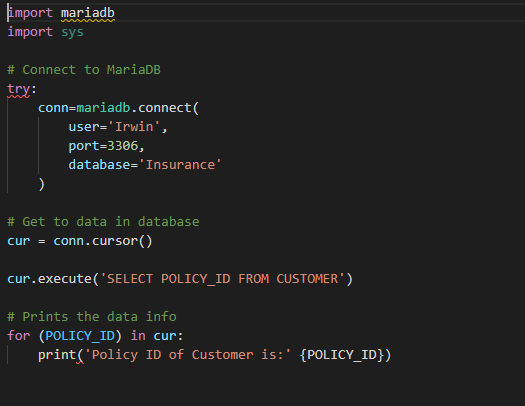 import mariadb
import sys
# Connect to MariaDB
try:
    conn=mariadb.connect(
        user='Irwin',
        port=3306,
        database='Insurance'
    )
# Get to data in database
cur = conn.cursor()
cur.execute('SELECT POLICY_ID FROM CUSTOMER')
# Prints the data info
for (POLICY_ID) in cur:
    print('Policy ID of Customer is:' {POLICY_ID})